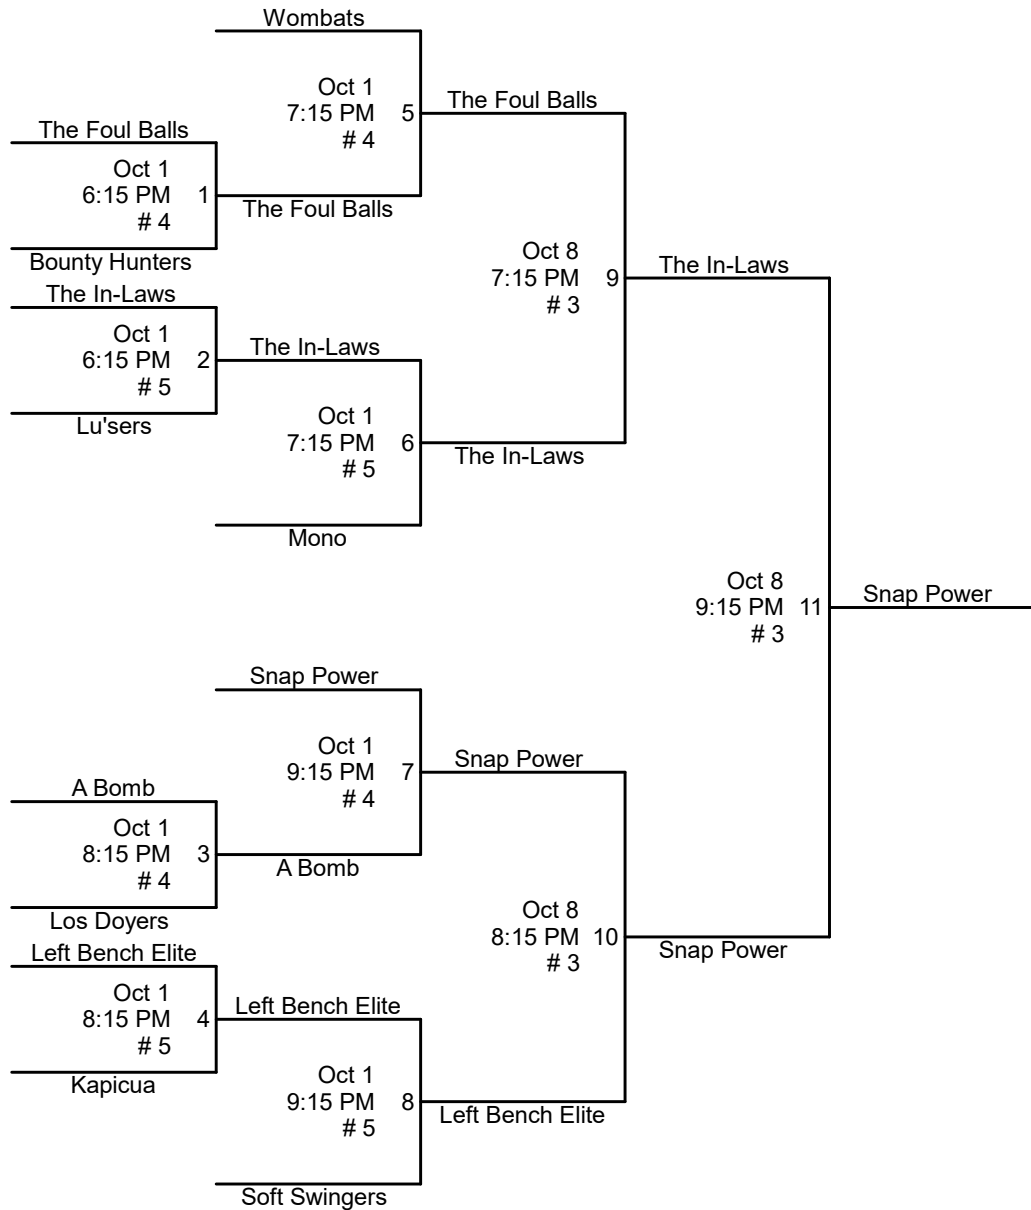 Wombats
Oct 1
7:15 PM 5
# 4
The Foul Balls
The Foul Balls
Oct 1
6:15 PM 1
# 4
The Foul Balls
Bounty Hunters
Oct 8
7:15 PM 9
# 3
The In-Laws
The In-Laws
Oct 1
6:15 PM 2
# 5
The In-Laws
Lu'sers
Oct 1
7:15 PM 6
# 5
The In-Laws
Mono
Oct 8
9:15 PM 11
# 3
Snap Power
Snap Power
Oct 1
9:15 PM 7
# 4
Snap Power
A Bomb
Oct 1
8:15 PM 3
# 4
A Bomb
Los Doyers
Oct 8
8:15 PM 10
# 3
Snap Power
Left Bench Elite
Oct 1
8:15 PM 4
# 5
Left Bench Elite
Kapicua
Oct 1
9:15 PM 8
# 5
Left Bench Elite
Soft Swingers